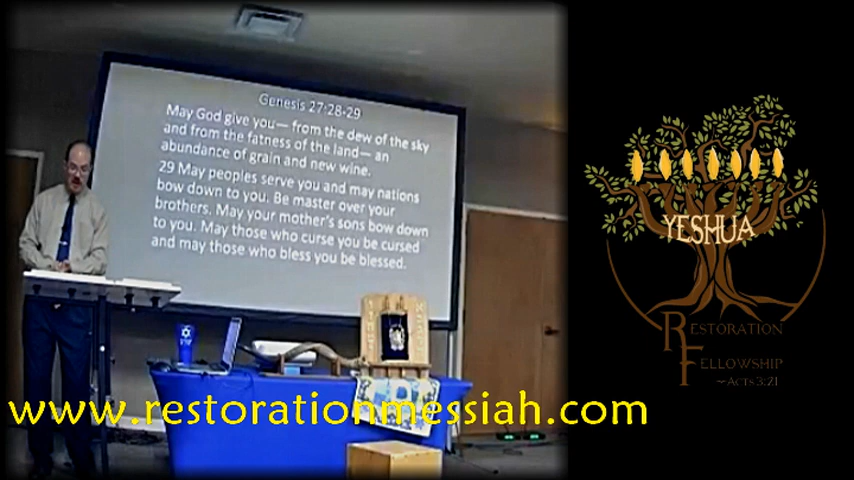 Genesis 27:28-29
May God give you— from the dew of the sky
and from the fatness of the land— an
abundance of grain and new wine.
29 May peoples serve you and may nations
bow down to you. Be master over your
brothers. May your mother's sons bow down
to you. May those who curse you be cursed
and may those who bless you be blessed.
YESHUA
RESTORATION
FELLOWSHIP
~ACTS 3:21
www.restorationmessiah.com